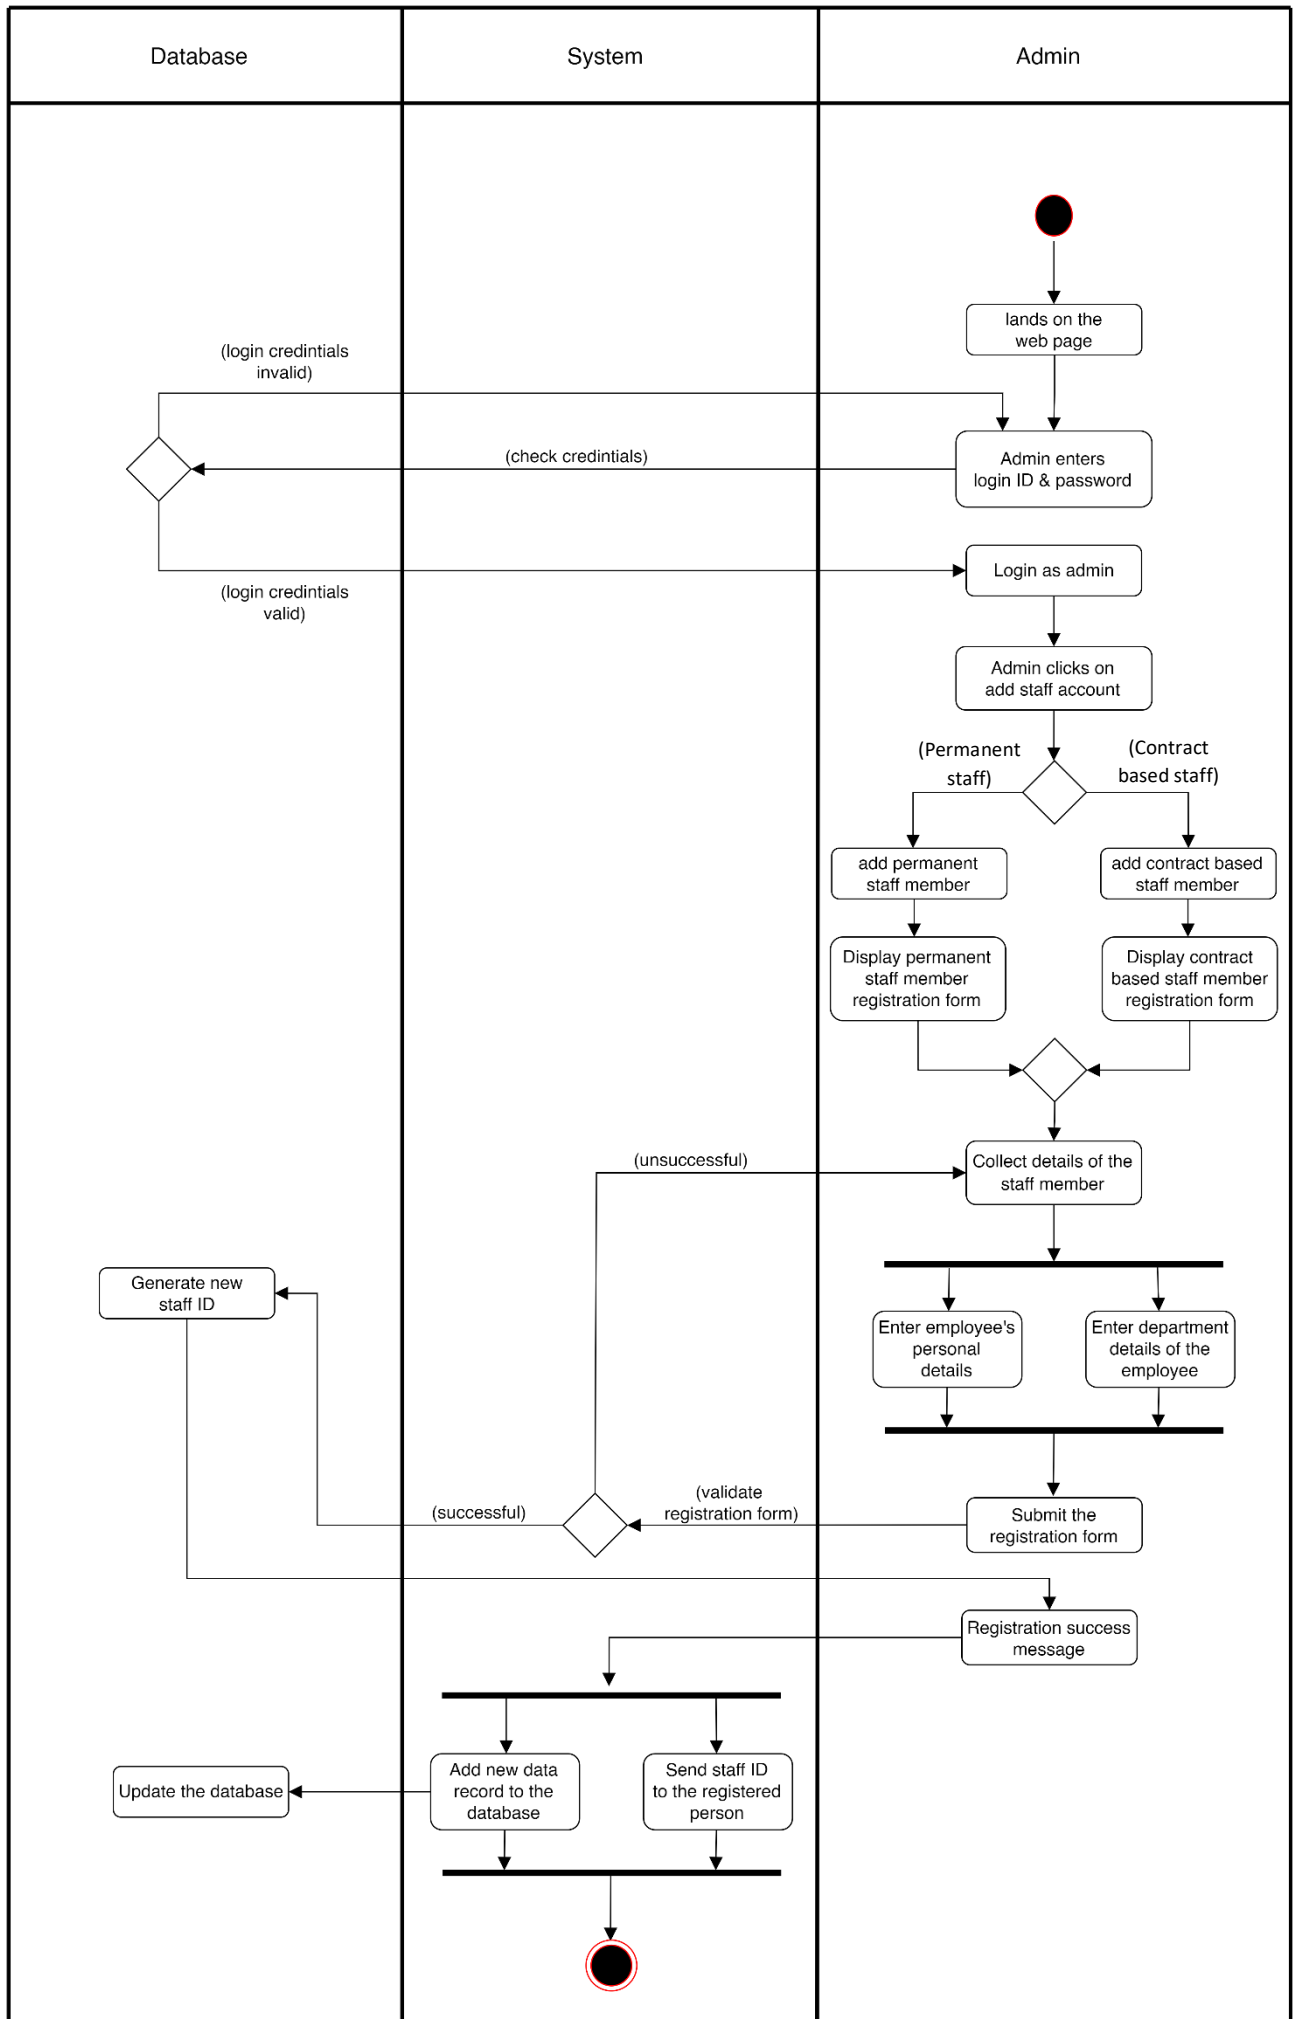 Database
System
Admin
lands on the
web page
(login credintials
invalid)
(check credintials)
Admin enters
login ID & password
Login as admin
(login credintials
valid)
Admin clicks on
add staff account
(Permanent
staff)
(Contract
based staff)
add permanent
staff member
add contract based
staff member
Display permanent
staff member
registration form
Display contract
based staff member
registration form
(unsuccessful)
Collect details of the
staff member
Generate new
staff ID
Enter employee's
personal
details
Enter department
details of the
employee
(successful)
(validate
registration form)
Submit the
registration form
Registration success
message
Update the database
Add new data
record to the
database
Send staff ID
to the registered
person